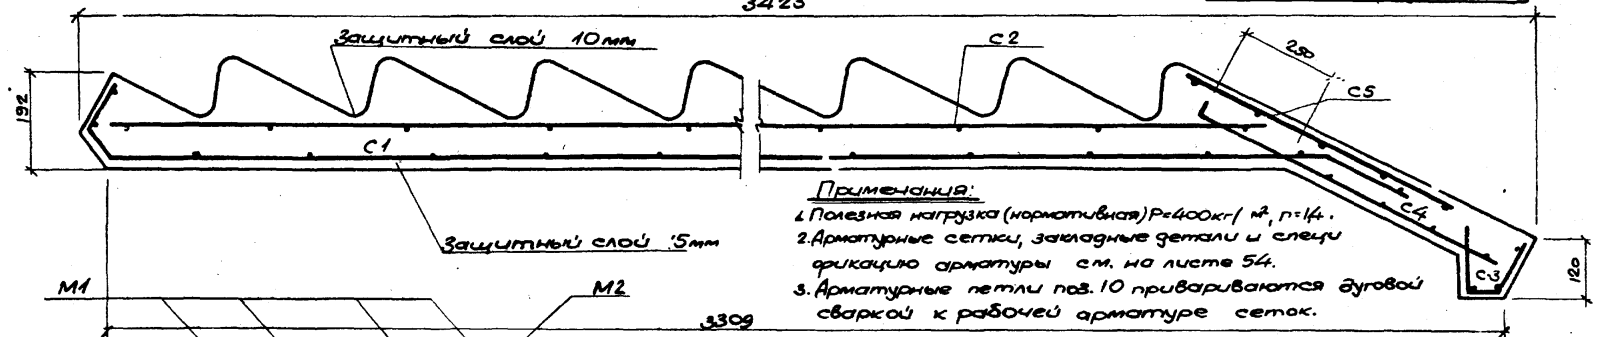 3423
Защитный слой 10мм
С2
250
С5
192
С1
Примечания:
1. Полезная нагрузка (нормативная) Р=400кг/ м², n=1,4.
С4
Защитный слой 5мм
2. Арматурные сетки, закладные детали и специ
фикацию арматуры см. на листе 54.
С-3
120
М1
М2
3. Арматурные петли поз. 10 привариваются дуговой
сваркой к рабочей арматуре сеток.
3309